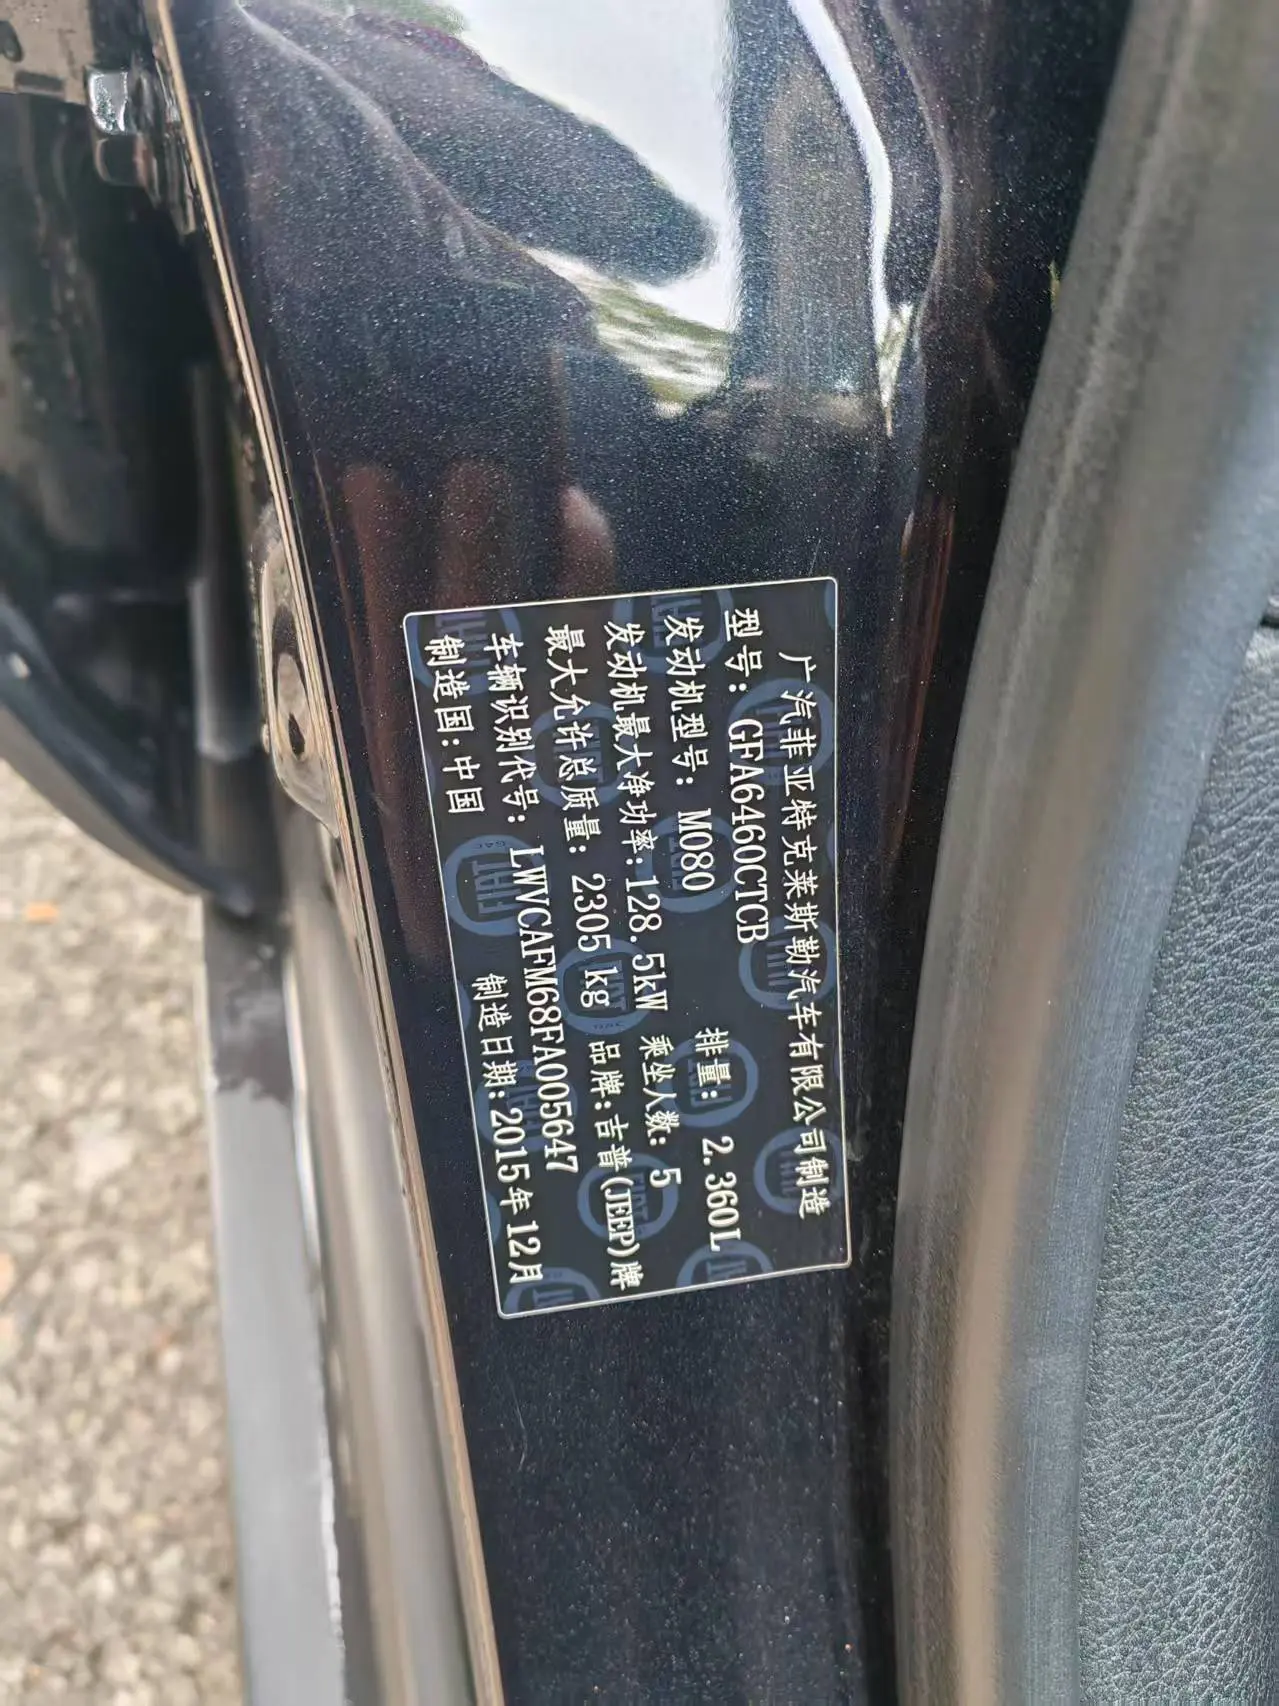 广汽菲亚特克莱斯勒汽车有限公司制造
型号: GFA6460CTCB
发动机型号: M080 排量: 2.360L
发动机最大净功率:128.5kW 乘坐人数: 5
最大允许总质量: 2305 kg 品牌:吉普(JEEP)牌
车辆识别代号: LWVCAFM68FA005647
制造国:中国 制造日期:2015年12月